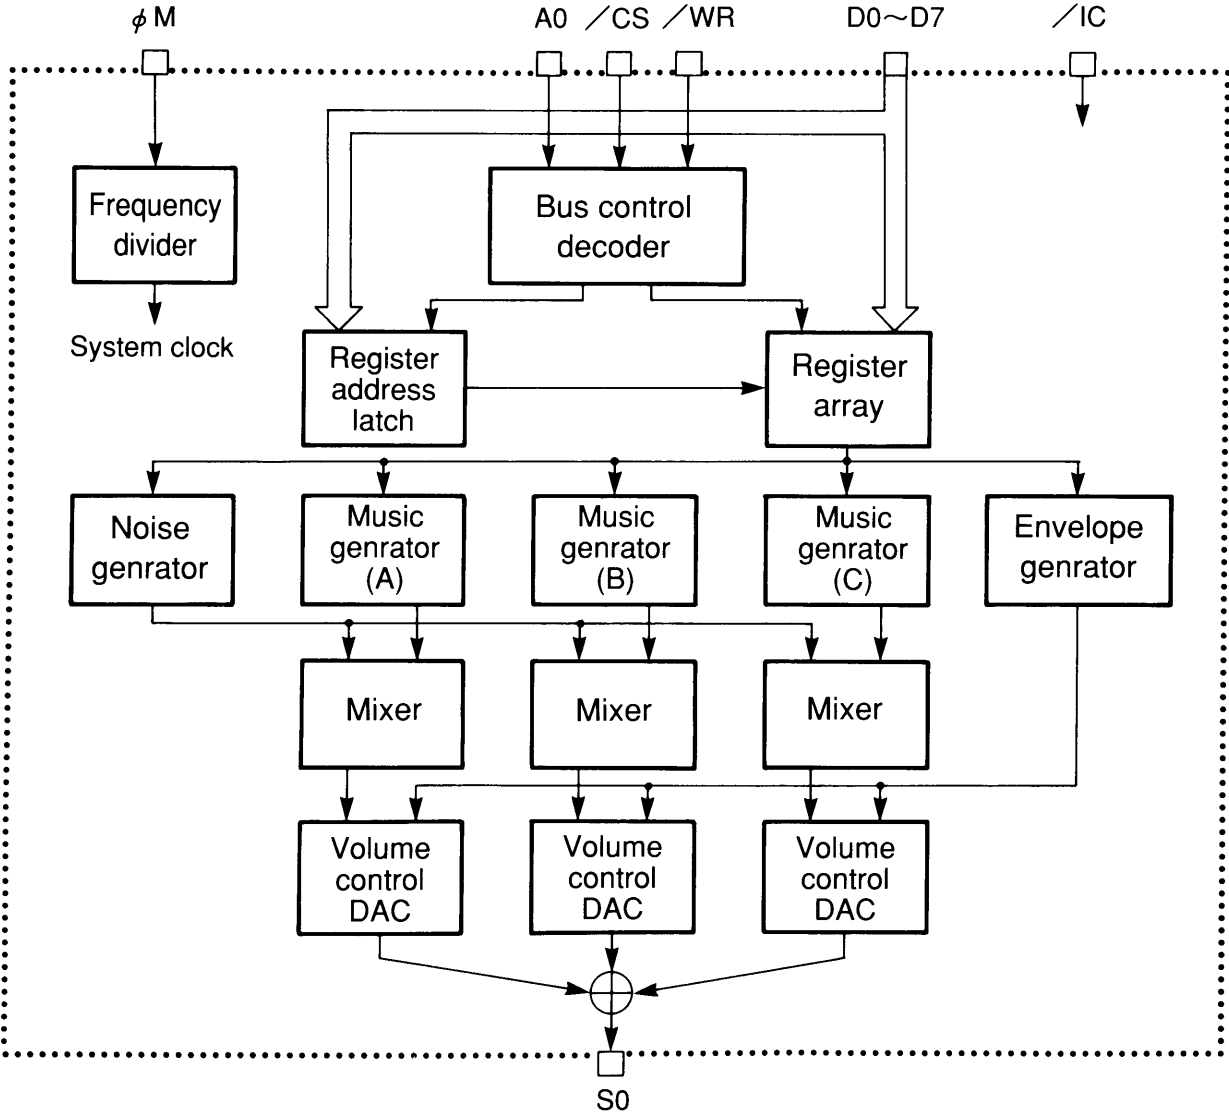 φM A0 /CS /WR D0~D7 /IC
Frequency
divider
Bus control
decoder
System clock
Register
address
latch
Register
array
Noise
genrator
Music
genrator
(A)
Music
genrator
(B)
Music
genrator
(C)
Envelope
genrator
Mixer
Mixer
Mixer
Volume
control
DAC
Volume
control
DAC
Volume
control
DAC
S0